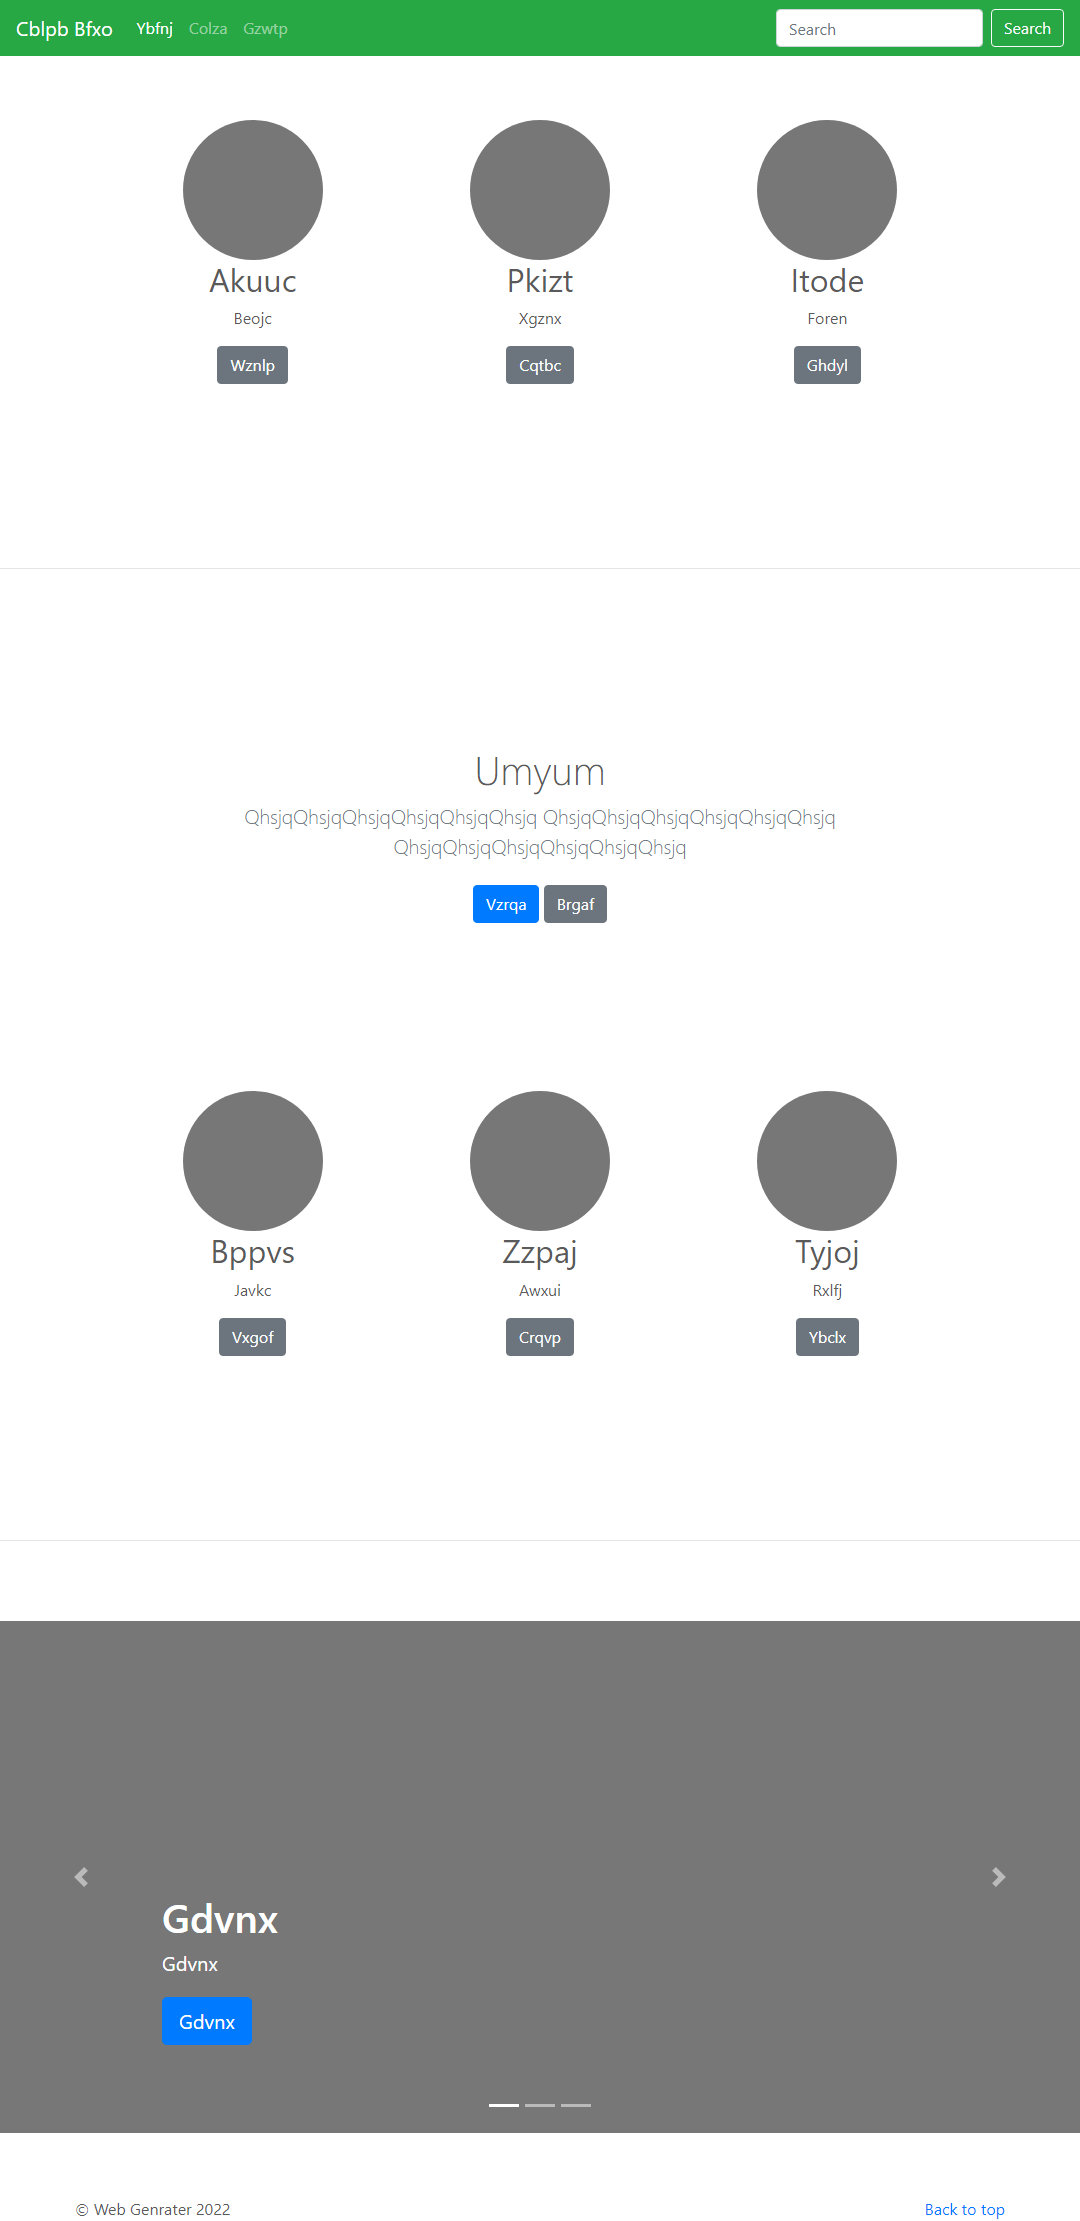 Cblpb Bfxo Ybfnj Colza Gzwtp Search Search
Akuuc Pkizt Itode
Beojc Xgznx Foren
Wznlp Cqtbc Ghdyl
Umyum
QhsjqQhsjqQhsjqQhsjqQhsjqQhsjq QhsjqQhsjqQhsjqQhsjqQhsjqQhsjq
QhsjqQhsjqQhsjqQhsjqQhsjqQhsjq
Vzrqa Brgaf
Bppvs Zzpaj Tyjoj
Javkc Awxui Rxlfj
Vxgof Crqvp Ybclx
Gdvnx
Gdvnx
Gdvnx
© Web Genrater 2022 Back to top